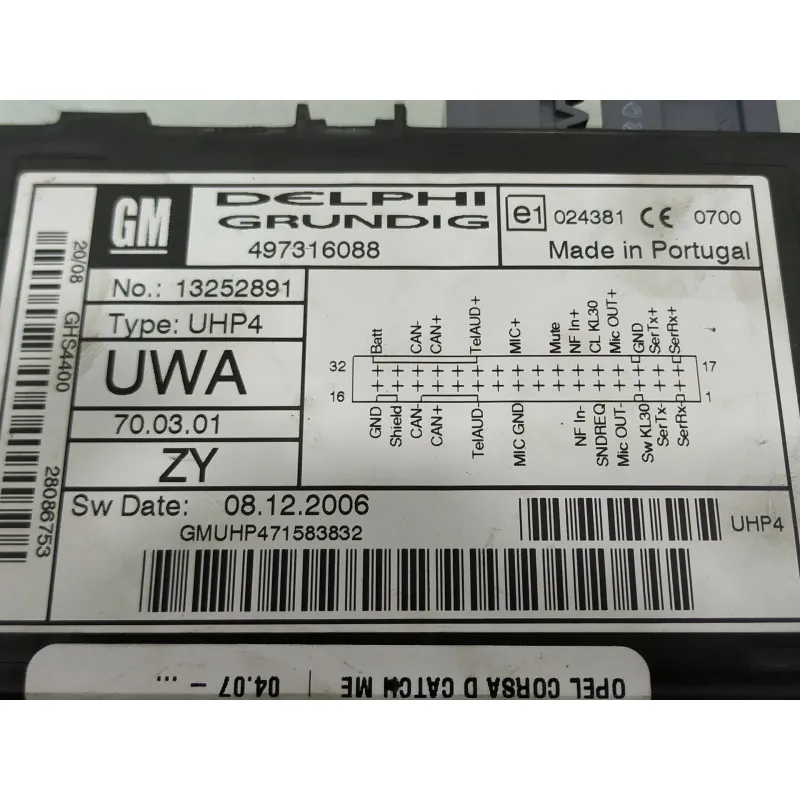 GM
DELPHI
GRUNDIG
497316088
e1 024381 CE 0700
Made in Portugal
20/08 GHS4400 28086753
No.: 13252891
Type: UHP4
UWA
70.03.01
ZY
Batt CAN- CAN+ TelAUD+ MIC+ Mute NF In+ CL KL30 Mic OUT+ GND SerTx+ SerRx+
32 17
16 1
GND Shield CAN- CAN+ TelAUD- MIC GND NF In- SNDREQ Mic OUT- Sw KL30 SerTx- SerRx-
Sw Date: 08.12.2006
GMUHP471583832
UHP4
OPEL CORSA D CATCH ME | 04.07 - ...